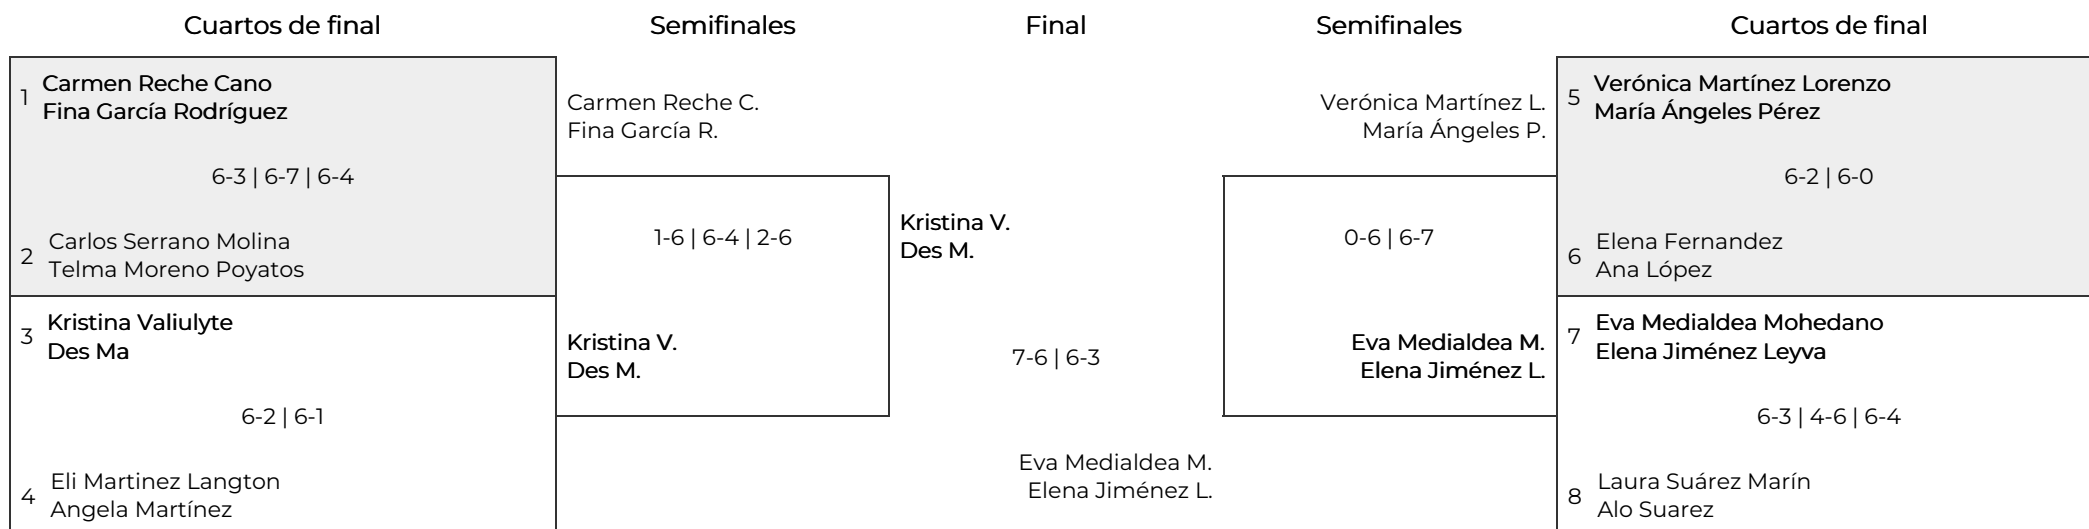 Cuartos de final
Semifinales
Final
Semifinales
Cuartos de final
1
Carmen Reche Cano
Fina García Rodríguez
6-3 | 6-7 | 6-4
2
Carlos Serrano Molina
Telma Moreno Poyatos
3
Kristina Valiulyte
Des Ma
6-2 | 6-1
4
Eli Martinez Langton
Angela Martínez
Carmen Reche C.
Fina García R.
1-6 | 6-4 | 2-6
Kristina V.
Des M.
Kristina V.
Des M.
7-6 | 6-3
Eva Medialdea M.
Elena Jiménez L.
Verónica Martínez L.
María Ángeles P.
0-6 | 6-7
Eva Medialdea M.
Elena Jiménez L.
5
Verónica Martínez Lorenzo
María Ángeles Pérez
6-2 | 6-0
6
Elena Fernandez
Ana López
7
Eva Medialdea Mohedano
Elena Jiménez Leyva
6-3 | 4-6 | 6-4
8
Laura Suárez Marín
Alo Suarez